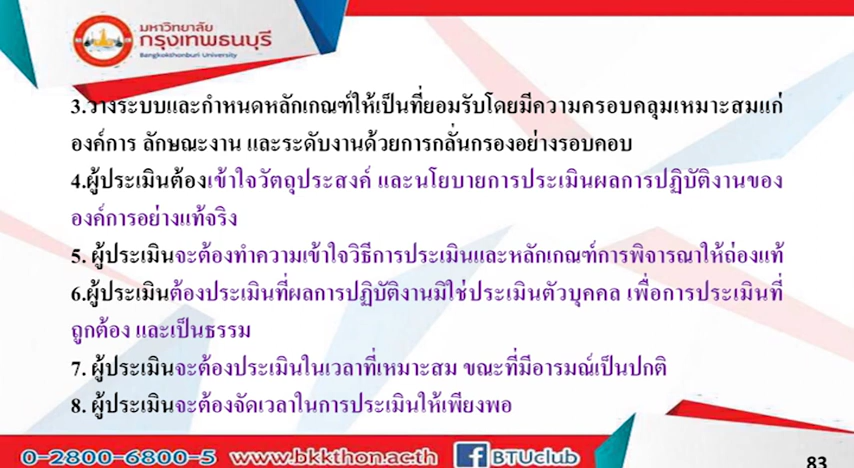 มหาวิทยาลัย
กรุงเทพธนบุรี
Bangkokthonburi University
3.วางระบบและกำหนดหลักเกณฑ์ให้เป็นที่ยอมรับโดยมีความครอบคลุมเหมาะสมแก่
องค์การ ลักษณะงาน และระดับงานด้วยการกลั่นกรองอย่างรอบคอบ
4.ผู้ประเมินต้องเข้าใจวัตถุประสงค์ และนโยบายการประเมินผลการปฏิบัติงานของ
องค์การอย่างแท้จริง
5. ผู้ประเมินจะต้องทำความเข้าใจวิธีการประเมินและหลักเกณฑ์การพิจารณาให้ถ่องแท้
6.ผู้ประเมินต้องประเมินที่ผลการปฏิบัติงานมิใช่ประเมินตัวบุคคล เพื่อการประเมินที่
ถูกต้อง และเป็นธรรม
7. ผู้ประเมินจะต้องประเมินในเวลาที่เหมาะสม ขณะที่มีอารมณ์เป็นปกติ
8. ผู้ประเมินจะต้องจัดเวลาในการประเมินให้เพียงพอ
0-2800-6800-5 www.bkkthon.ac.th f BTUclub
83